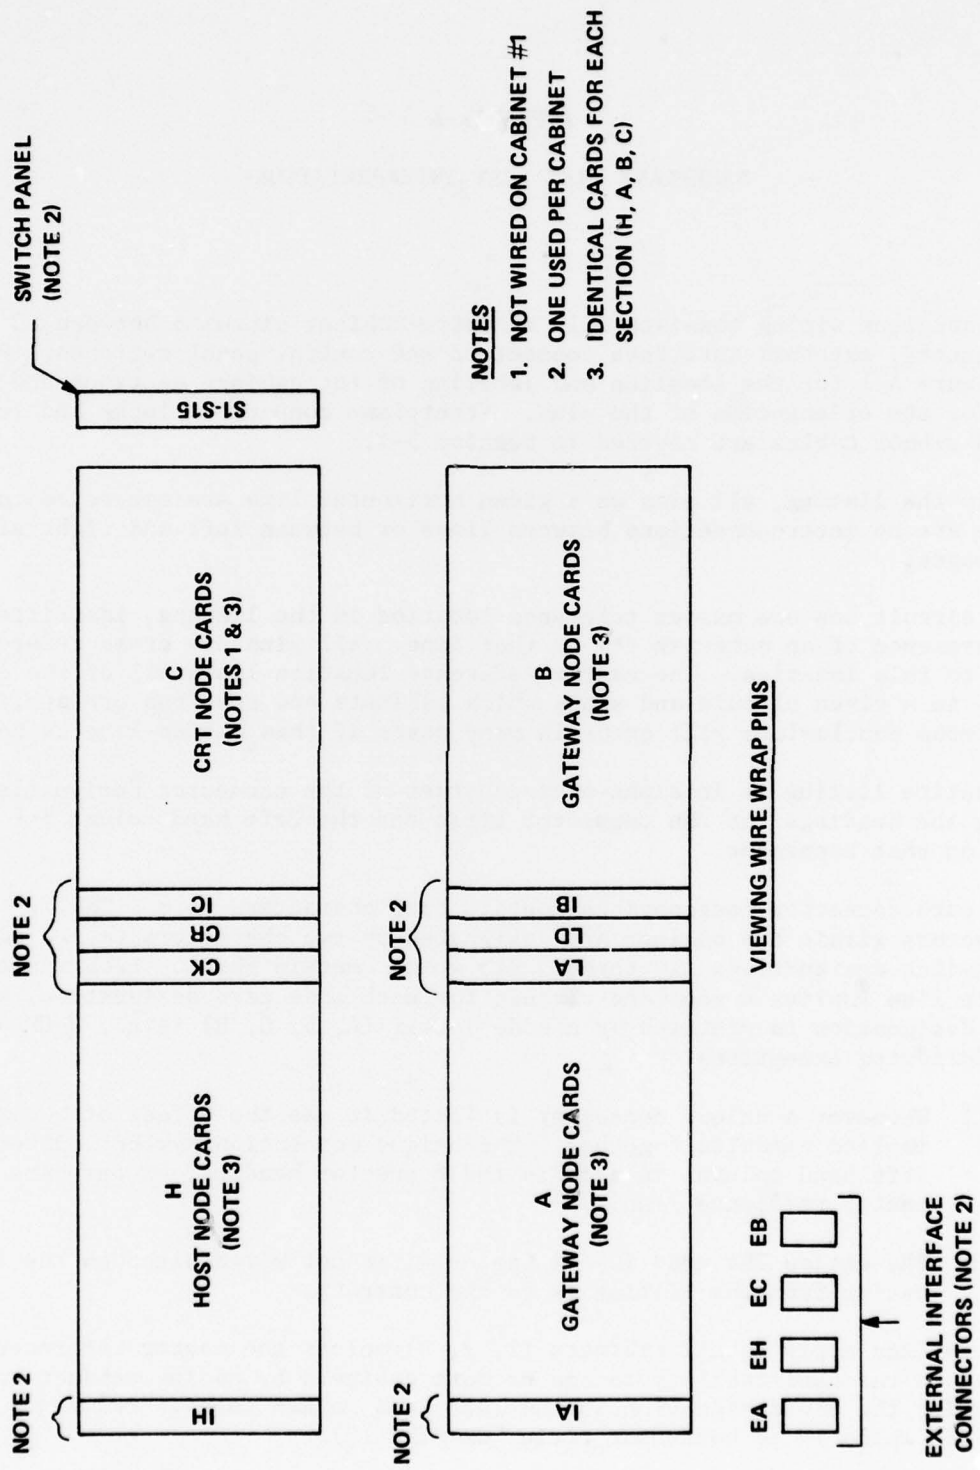 NOTE 2
NOTE 2
SWITCH PANEL
(NOTE 2)
IH
H
HOST NODE CARDS
(NOTE 3)
CK
CR
IC
C
CRT NODE CARDS
(NOTES 1 & 3)
S1-S15
NOTE 2
NOTE 2
IA
A
GATEWAY NODE CARDS
(NOTE 3)
LA
IB
B
GATEWAY NODE CARDS
(NOTE 3)
NOTES
1. NOT WIRED ON CABINET #1
2. ONE USED PER CABINET
3. IDENTICAL CARDS FOR EACH
SECTION (H, A, B, C)
VIEWING WIRE WRAP PINS
EA EH EC EB
EXTERNAL INTERFACE
CONNECTORS (NOTE 2)